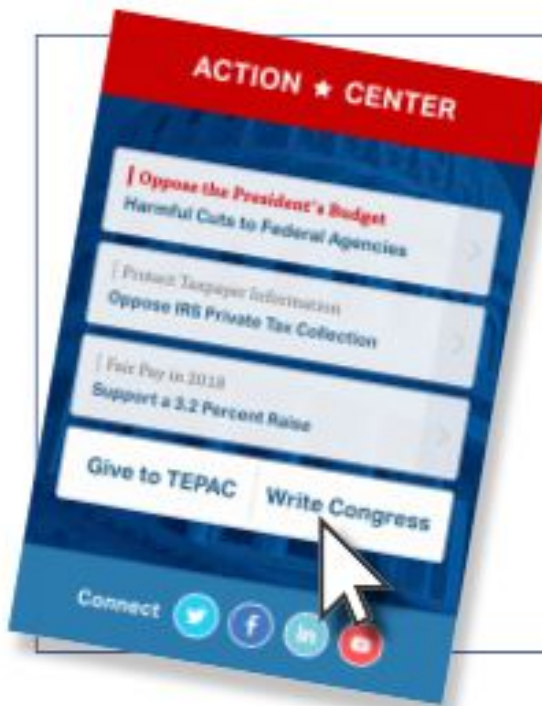 ACTION ★ CENTER
Oppose the President's Budget
Harmful Cuts to Federal Agencies
Protect Taxpayer Information
Oppose IRS Private Tax Collection
Fair Pay in 2018
Support a 3.2 Percent Raise
Give to TEPAC
Write Congress
Connect